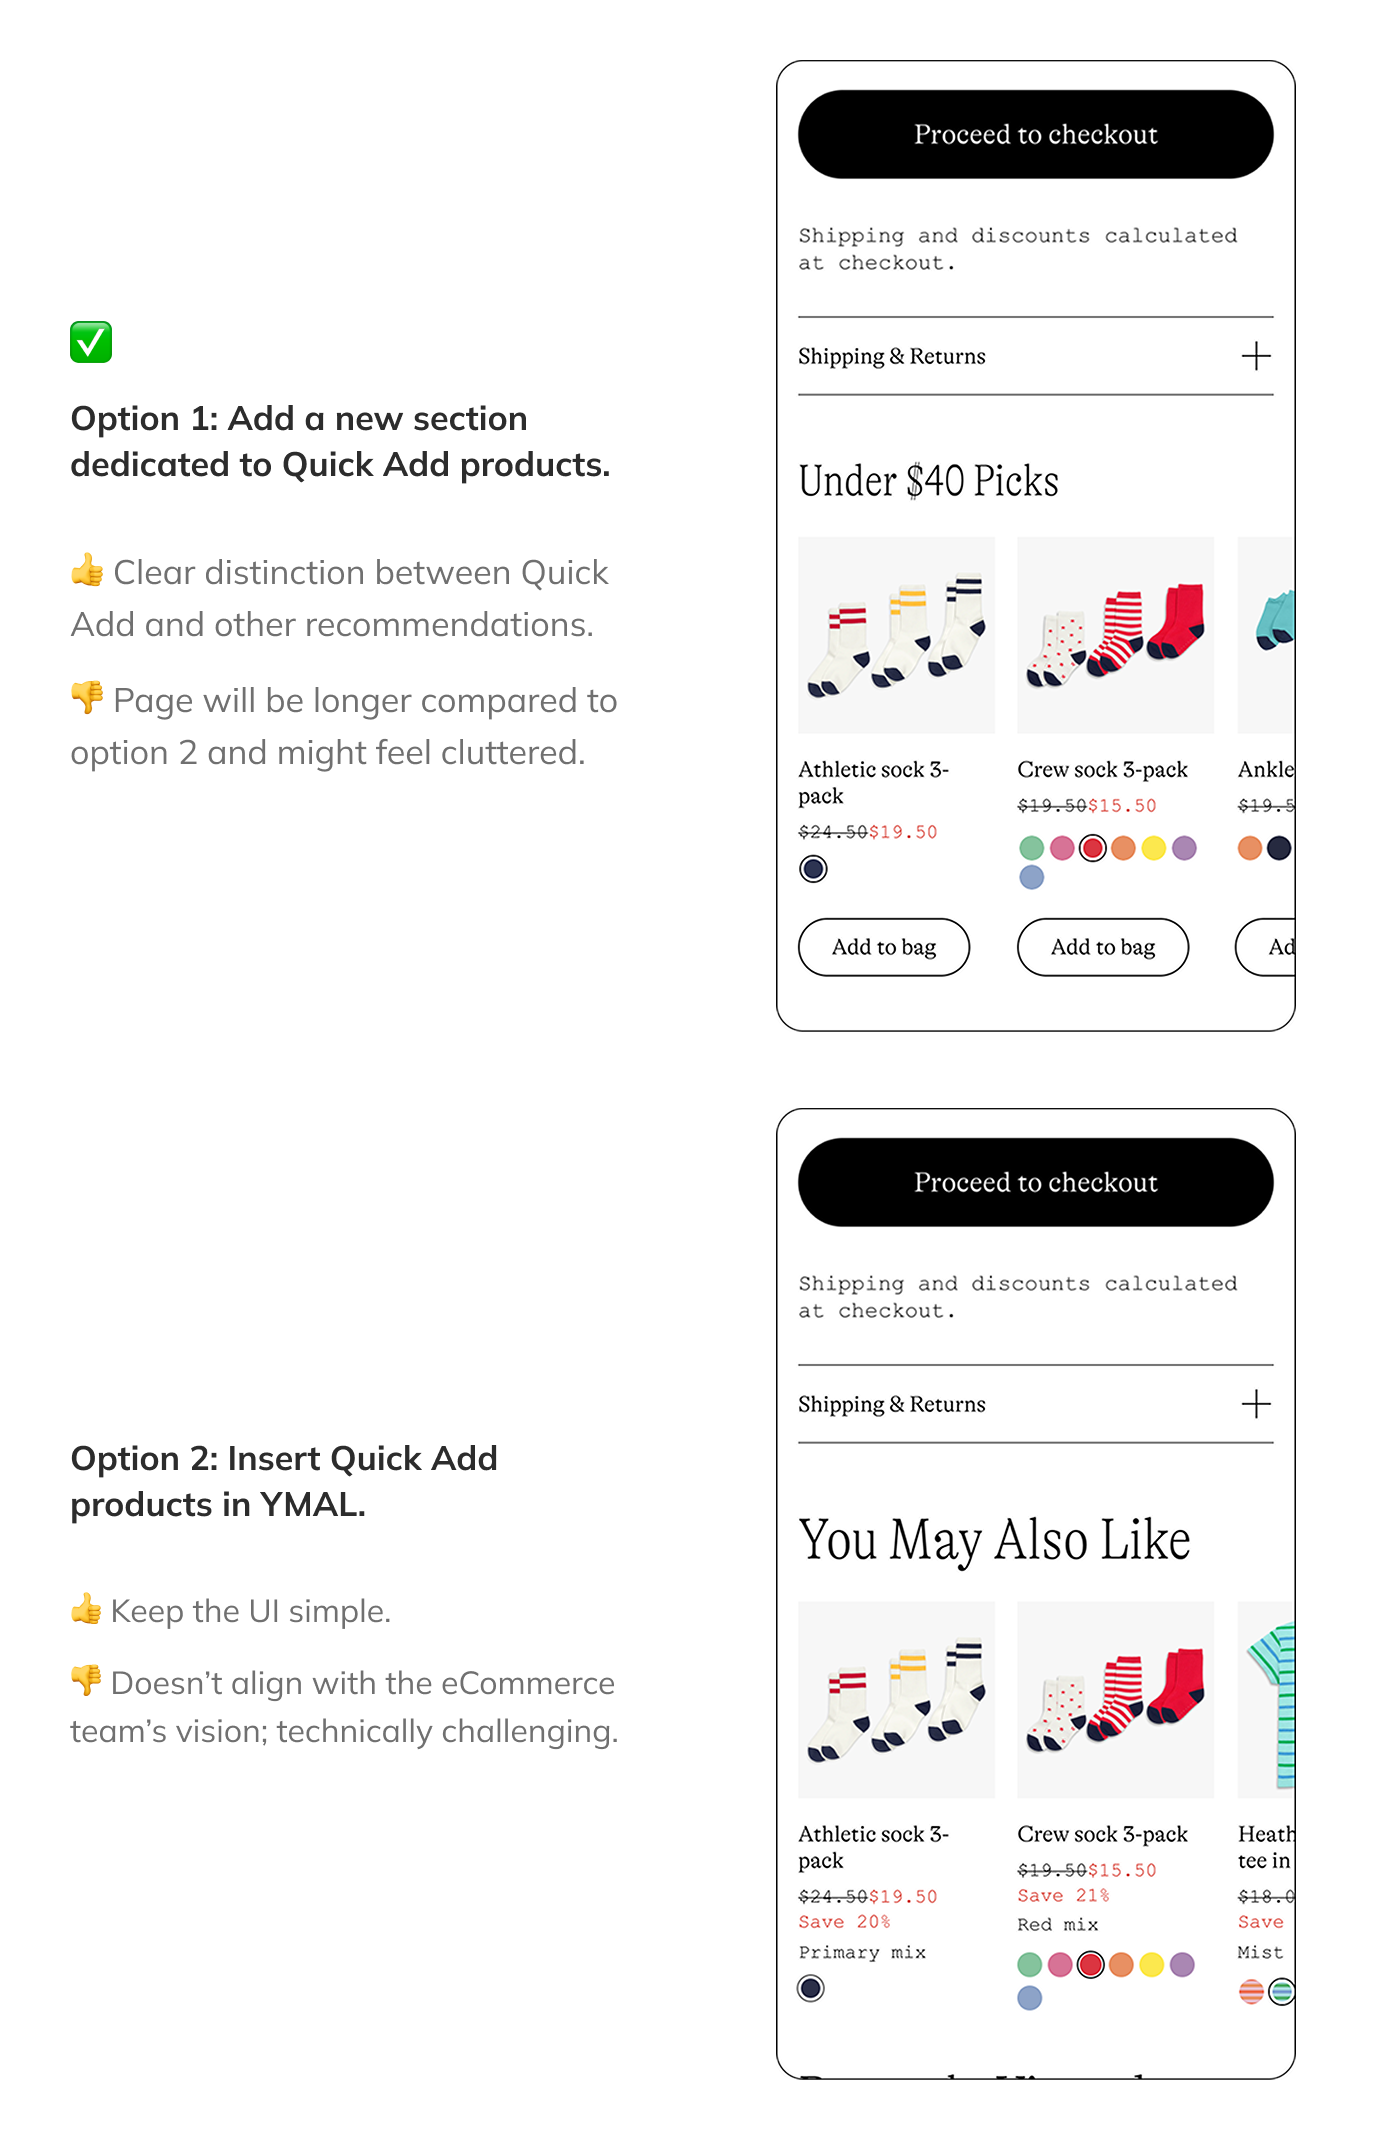 Proceed to checkout
Shipping and discounts calculated
at checkout.
Shipping & Returns
✅
Option 1: Add a new section
dedicated to Quick Add products.
👍 Clear distinction between Quick
Add and other recommendations.
👎 Page will be longer compared to
option 2 and might feel cluttered.
Under $40 Picks
Athletic sock 3-
pack
$24.50$19.50
Crew sock 3-pack
$19.50$15.50
Ankle
$19.5
Add to bag
Add to bag
Ad
Proceed to checkout
Shipping and discounts calculated
at checkout.
Shipping & Returns
Option 2: Insert Quick Add
products in YMAL.
👍 Keep the UI simple.
👎 Doesn’t align with the eCommerce
team’s vision; technically challenging.
You May Also Like
Athletic sock 3-
pack
$24.50$19.50
Save 20%
Primary mix
Crew sock 3-pack
$19.50$15.50
Save 21%
Red mix
Heath
tee in
$18.0
Save
Mist